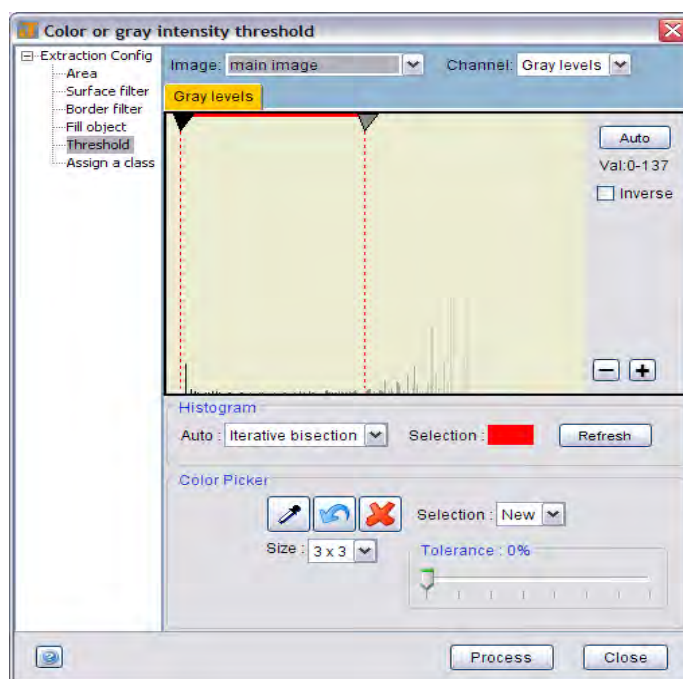 Color or gray intensity threshold
Extraction Config
Area
Surface filter
Border filter
Fill object
Threshold
Assign a class
Image: main image
Channel: Gray levels
Gray levels
Auto
Val:0-137
Inverse
Histogram
Auto : Iterative bisection
Selection :
Refresh
Color Picker
Selection : New
Size : 3 x 3
Tolerance : 0%
Process
Close